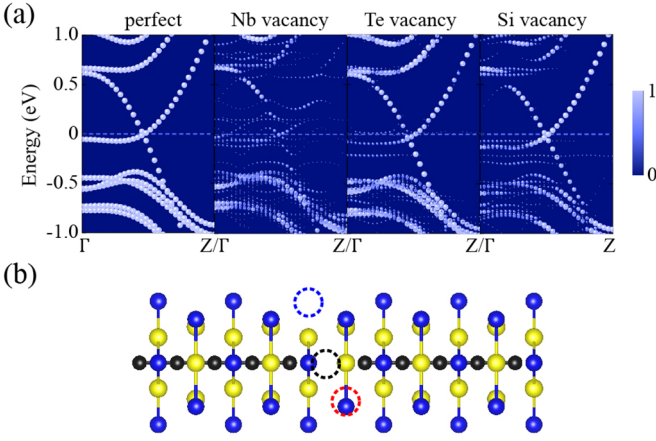 (a)
perfect Nb vacancy Te vacancy Si vacancy
Energy (eV)
1.0
0.5
0
-0.5
-1.0
Γ Z/Γ Z/Γ Z/Γ Z
1
0
(b)